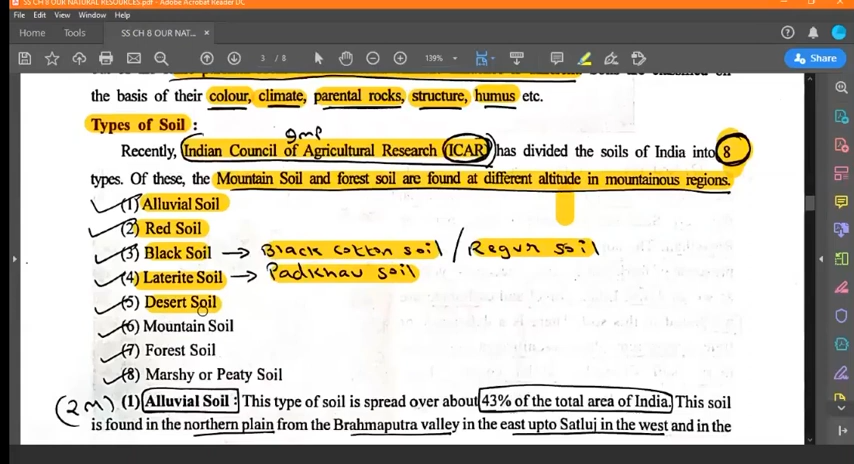 SS CH 8 OUR NATURAL RESOURCES.pdf - Adobe Acrobat Reader DC
File Edit View Sign Window Help
Home Tools SS CH 8 OUR NAT... ×
3 / 8 139% Share
the basis of their colour, climate, parental rocks, structure, humus etc.
Types of Soil :
Imp
Recently, Indian Council of Agricultural Research (ICAR) has divided the soils of India into 8
types. Of these, the Mountain Soil and forest soil are found at different altitude in mountainous regions.
(1) Alluvial Soil
(2) Red Soil
(3) Black Soil → Black cotton soil / Regur soil
(4) Laterite Soil → Padkhau soil
(5) Desert Soil
(6) Mountain Soil
(7) Forest Soil
(8) Marshy or Peaty Soil
(2M) (1) Alluvial Soil : This type of soil is spread over about 43% of the total area of India. This soil
is found in the northern plain from the Brahmaputra valley in the east upto Satluj in the west and in the